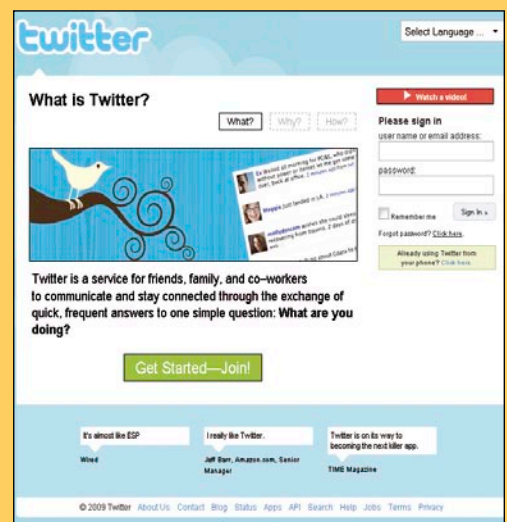 twitter
Select Language ...
What is Twitter?
What? Why? How?
Watch a video!
Please sign in
user name or email address:
password:
Remember me
Sign In »
Forgot password? Click here.
Already using Twitter from
your phone? Click here.
Twitter is a service for friends, family, and co–workers
to communicate and stay connected through the exchange of
quick, frequent answers to one simple question: What are you
doing?
Get Started—Join!
It's almost like ESP
Wired
I really like Twitter.
Jeff Barr, Amazon.com, Senior
Manager
Twitter is on its way to
becoming the next killer app.
TIME Magazine
© 2009 Twitter About Us Contact Blog Status Apps API Search Help Jobs Terms Privacy